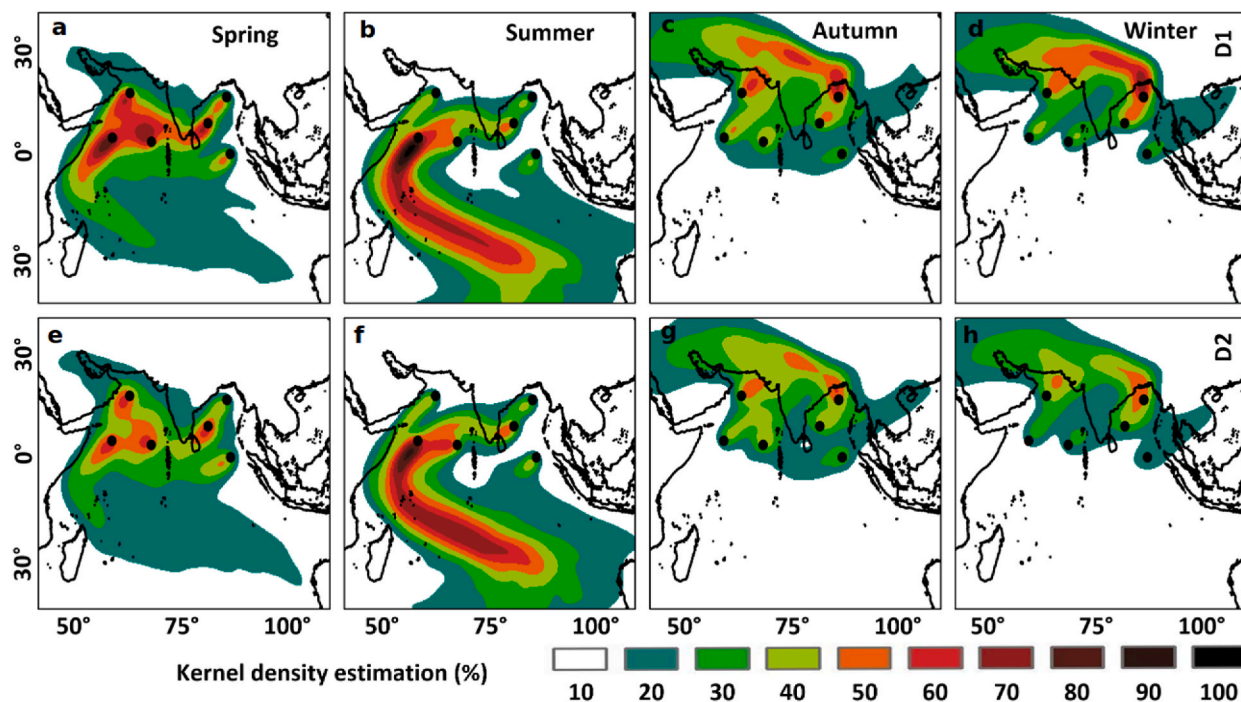 a Spring
b Summer
c Autumn
d Winter
D1
30°
0°
30°
e
f
g
h
D2
30°
0°
30°
50° 75° 100°
50° 75° 100°
50° 75° 100°
50° 75° 100°
Kernel density estimation (%)
10 20 30 40 50 60 70 80 90 100